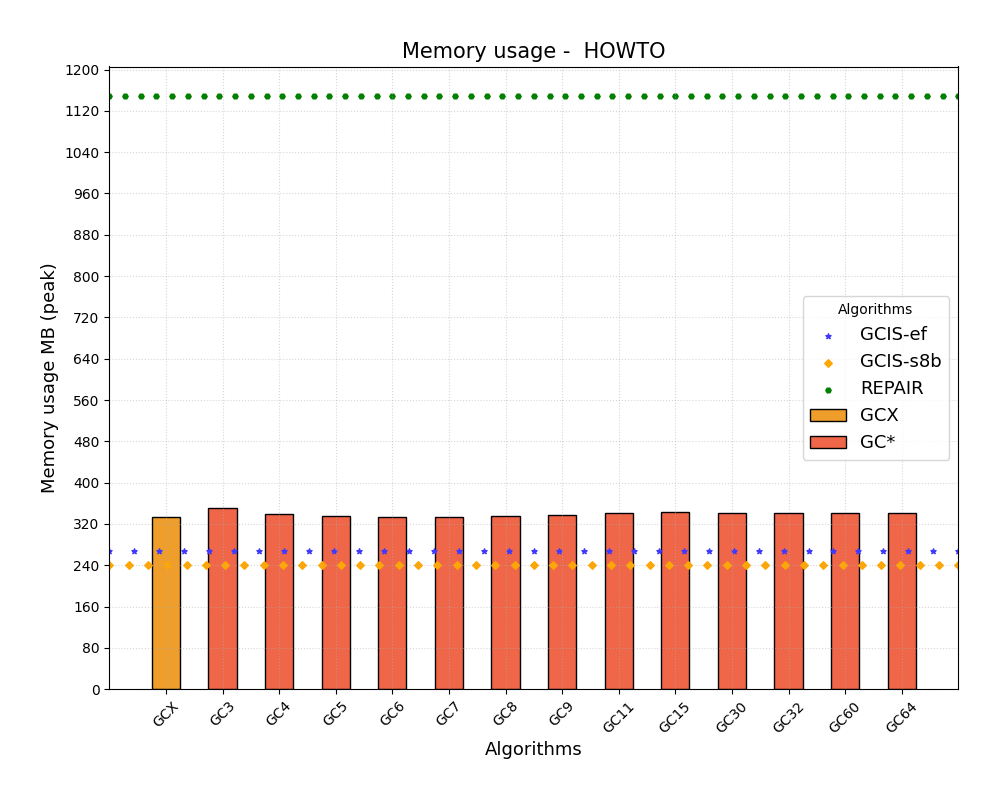 Memory usage -  HOWTO
Memory usage MB (peak)
1200
1120
1040
960
880
800
720
640
560
480
400
320
240
160
80
0
Algorithms
GCIS-ef
GCIS-s8b
REPAIR
GCX
GC*
GCX
GC3
GC4
GC5
GC6
GC7
GC8
GC9
GC11
GC15
GC30
GC32
GC60
GC64
Algorithms